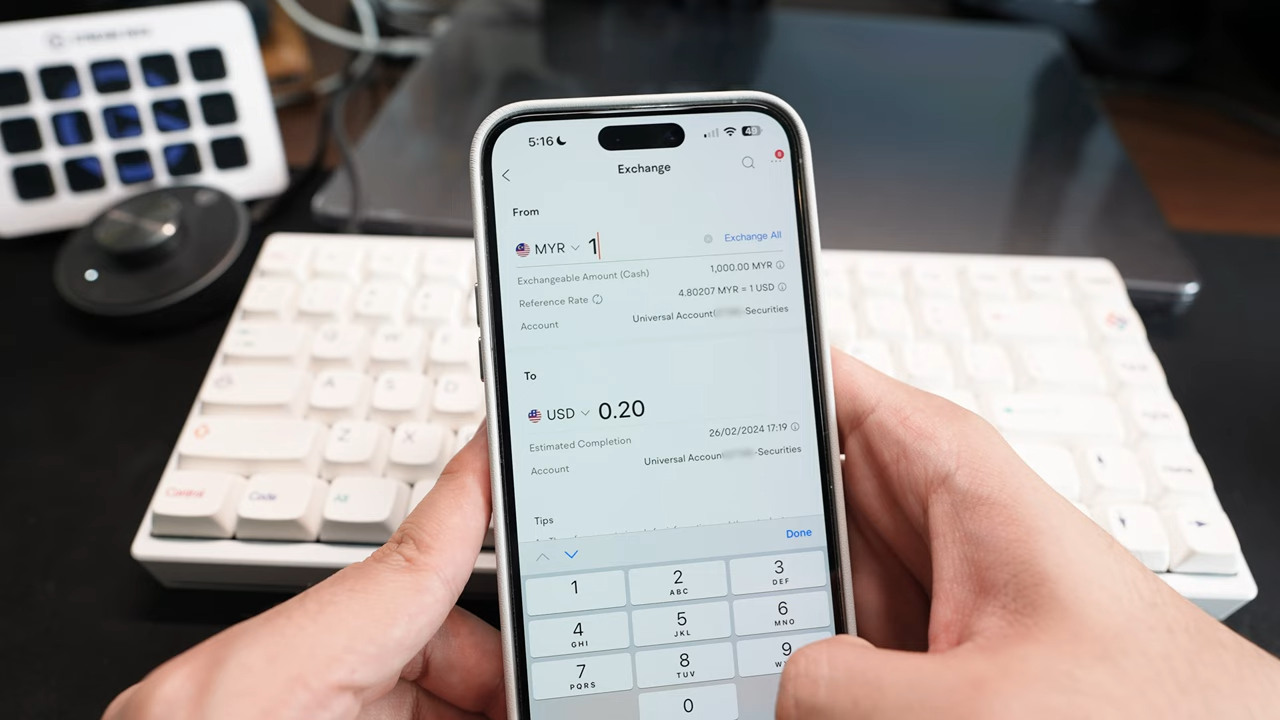 5:16
49
Exchange
8
From
MYR 1
Exchange All
Exchangeable Amount (Cash) 1,000.00 MYR
Reference Rate 4.80207 MYR = 1 USD
Account Universal Account( Securities
To
USD 0.20
Estimated Completion 26/02/2024 17:19
Account Universal Accoun -Securities
Tips
Done
1
2 ABC
3 DEF
4 GHI
5 JKL
6 MNO
7 PQRS
8 TUV
9 W
0
Q W
A S D
Z X
Control Code Alt